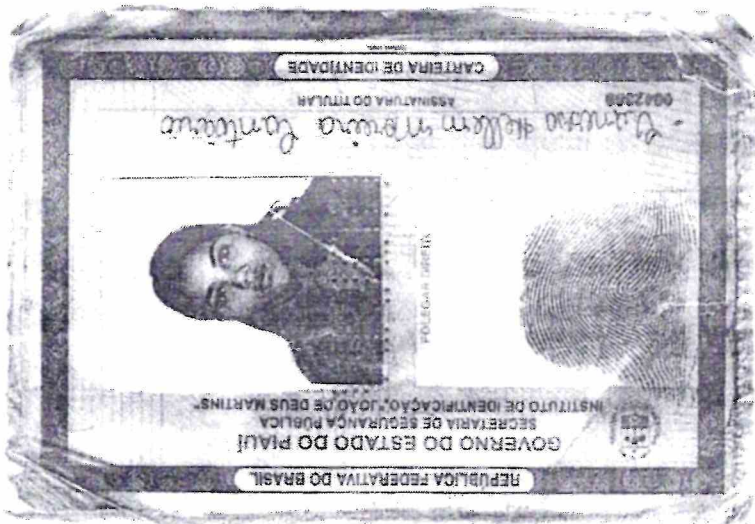 REPÚBLICA FEDERATIVA DO BRASIL
GOVERNO DO ESTADO DO PIAUÍ
SECRETARIA DE SEGURANÇA PÚBLICA
INSTITUTO DE IDENTIFICAÇÃO "JOÃO DE DEUS MARTINS"
POLEGAR DIREITO
Moreira
ASSINATURA DO TITULAR
CARTEIRA DE IDENTIDADE